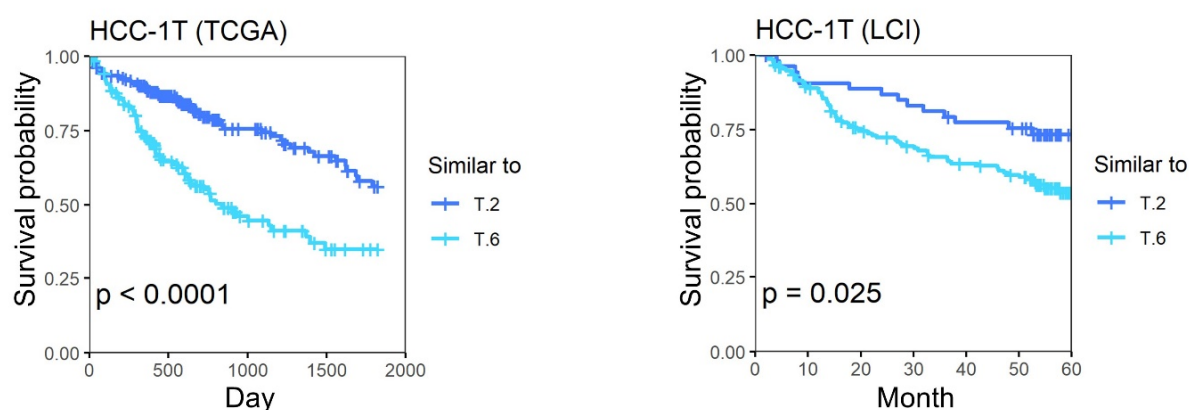 HCC-1T (TCGA)
Survival probability
1.00
0.75
0.50
0.25
0.00
p < 0.0001
0 500 1000 1500 2000
Day
Similar to
T.2
T.6
HCC-1T (LCI)
Survival probability
1.00
0.75
0.50
0.25
0.00
p = 0.025
0 10 20 30 40 50 60
Month
Similar to
T.2
T.6